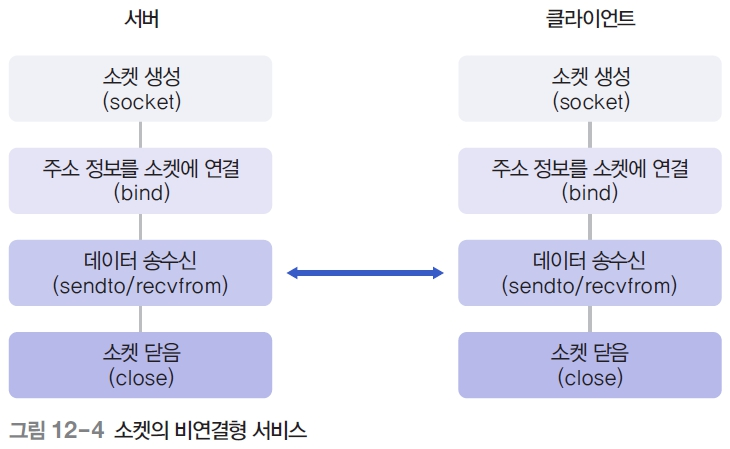 서버
소켓 생성
(socket)
주소 정보를 소켓에 연결
(bind)
데이터 송수신
(sendto/recvfrom)
소켓 닫음
(close)
클라이언트
소켓 생성
(socket)
주소 정보를 소켓에 연결
(bind)
데이터 송수신
(sendto/recvfrom)
소켓 닫음
(close)
그림 12-4 소켓의 비연결형 서비스